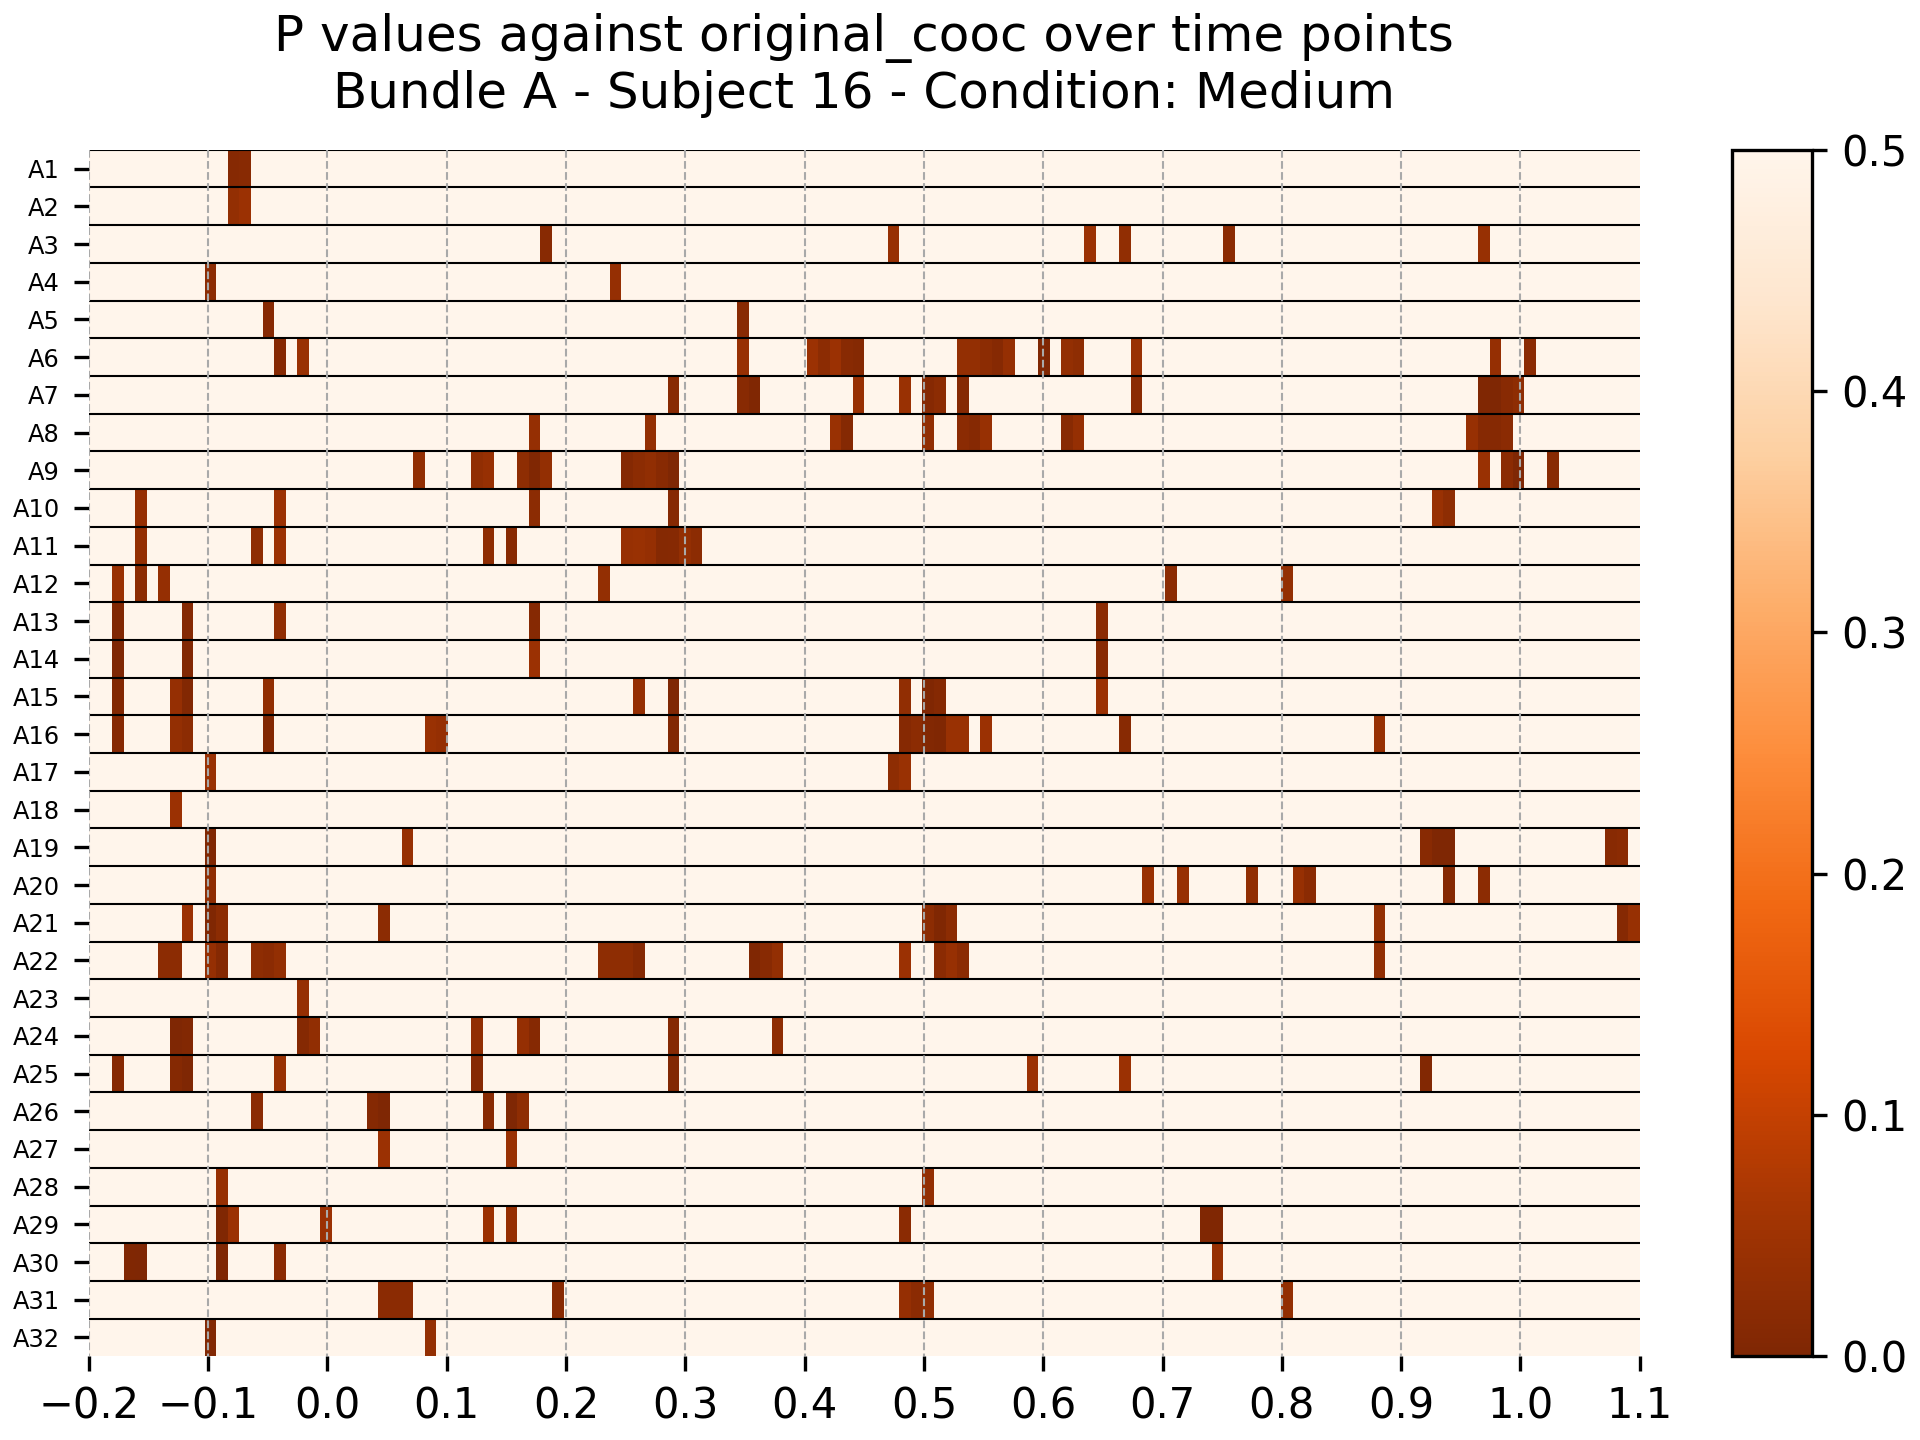 P values against original_cooc over time points
Bundle A - Subject 16 - Condition: Medium
A1
A2
A3
A4
A5
A6
A7
A8
A9
A10
A11
A12
A13
A14
A15
A16
A17
A18
A19
A20
A21
A22
A23
A24
A25
A26
A27
A28
A29
A30
A31
A32
−0.2 −0.1 0.0 0.1 0.2 0.3 0.4 0.5 0.6 0.7 0.8 0.9 1.0 1.1
0.5
0.4
0.3
0.2
0.1
0.0